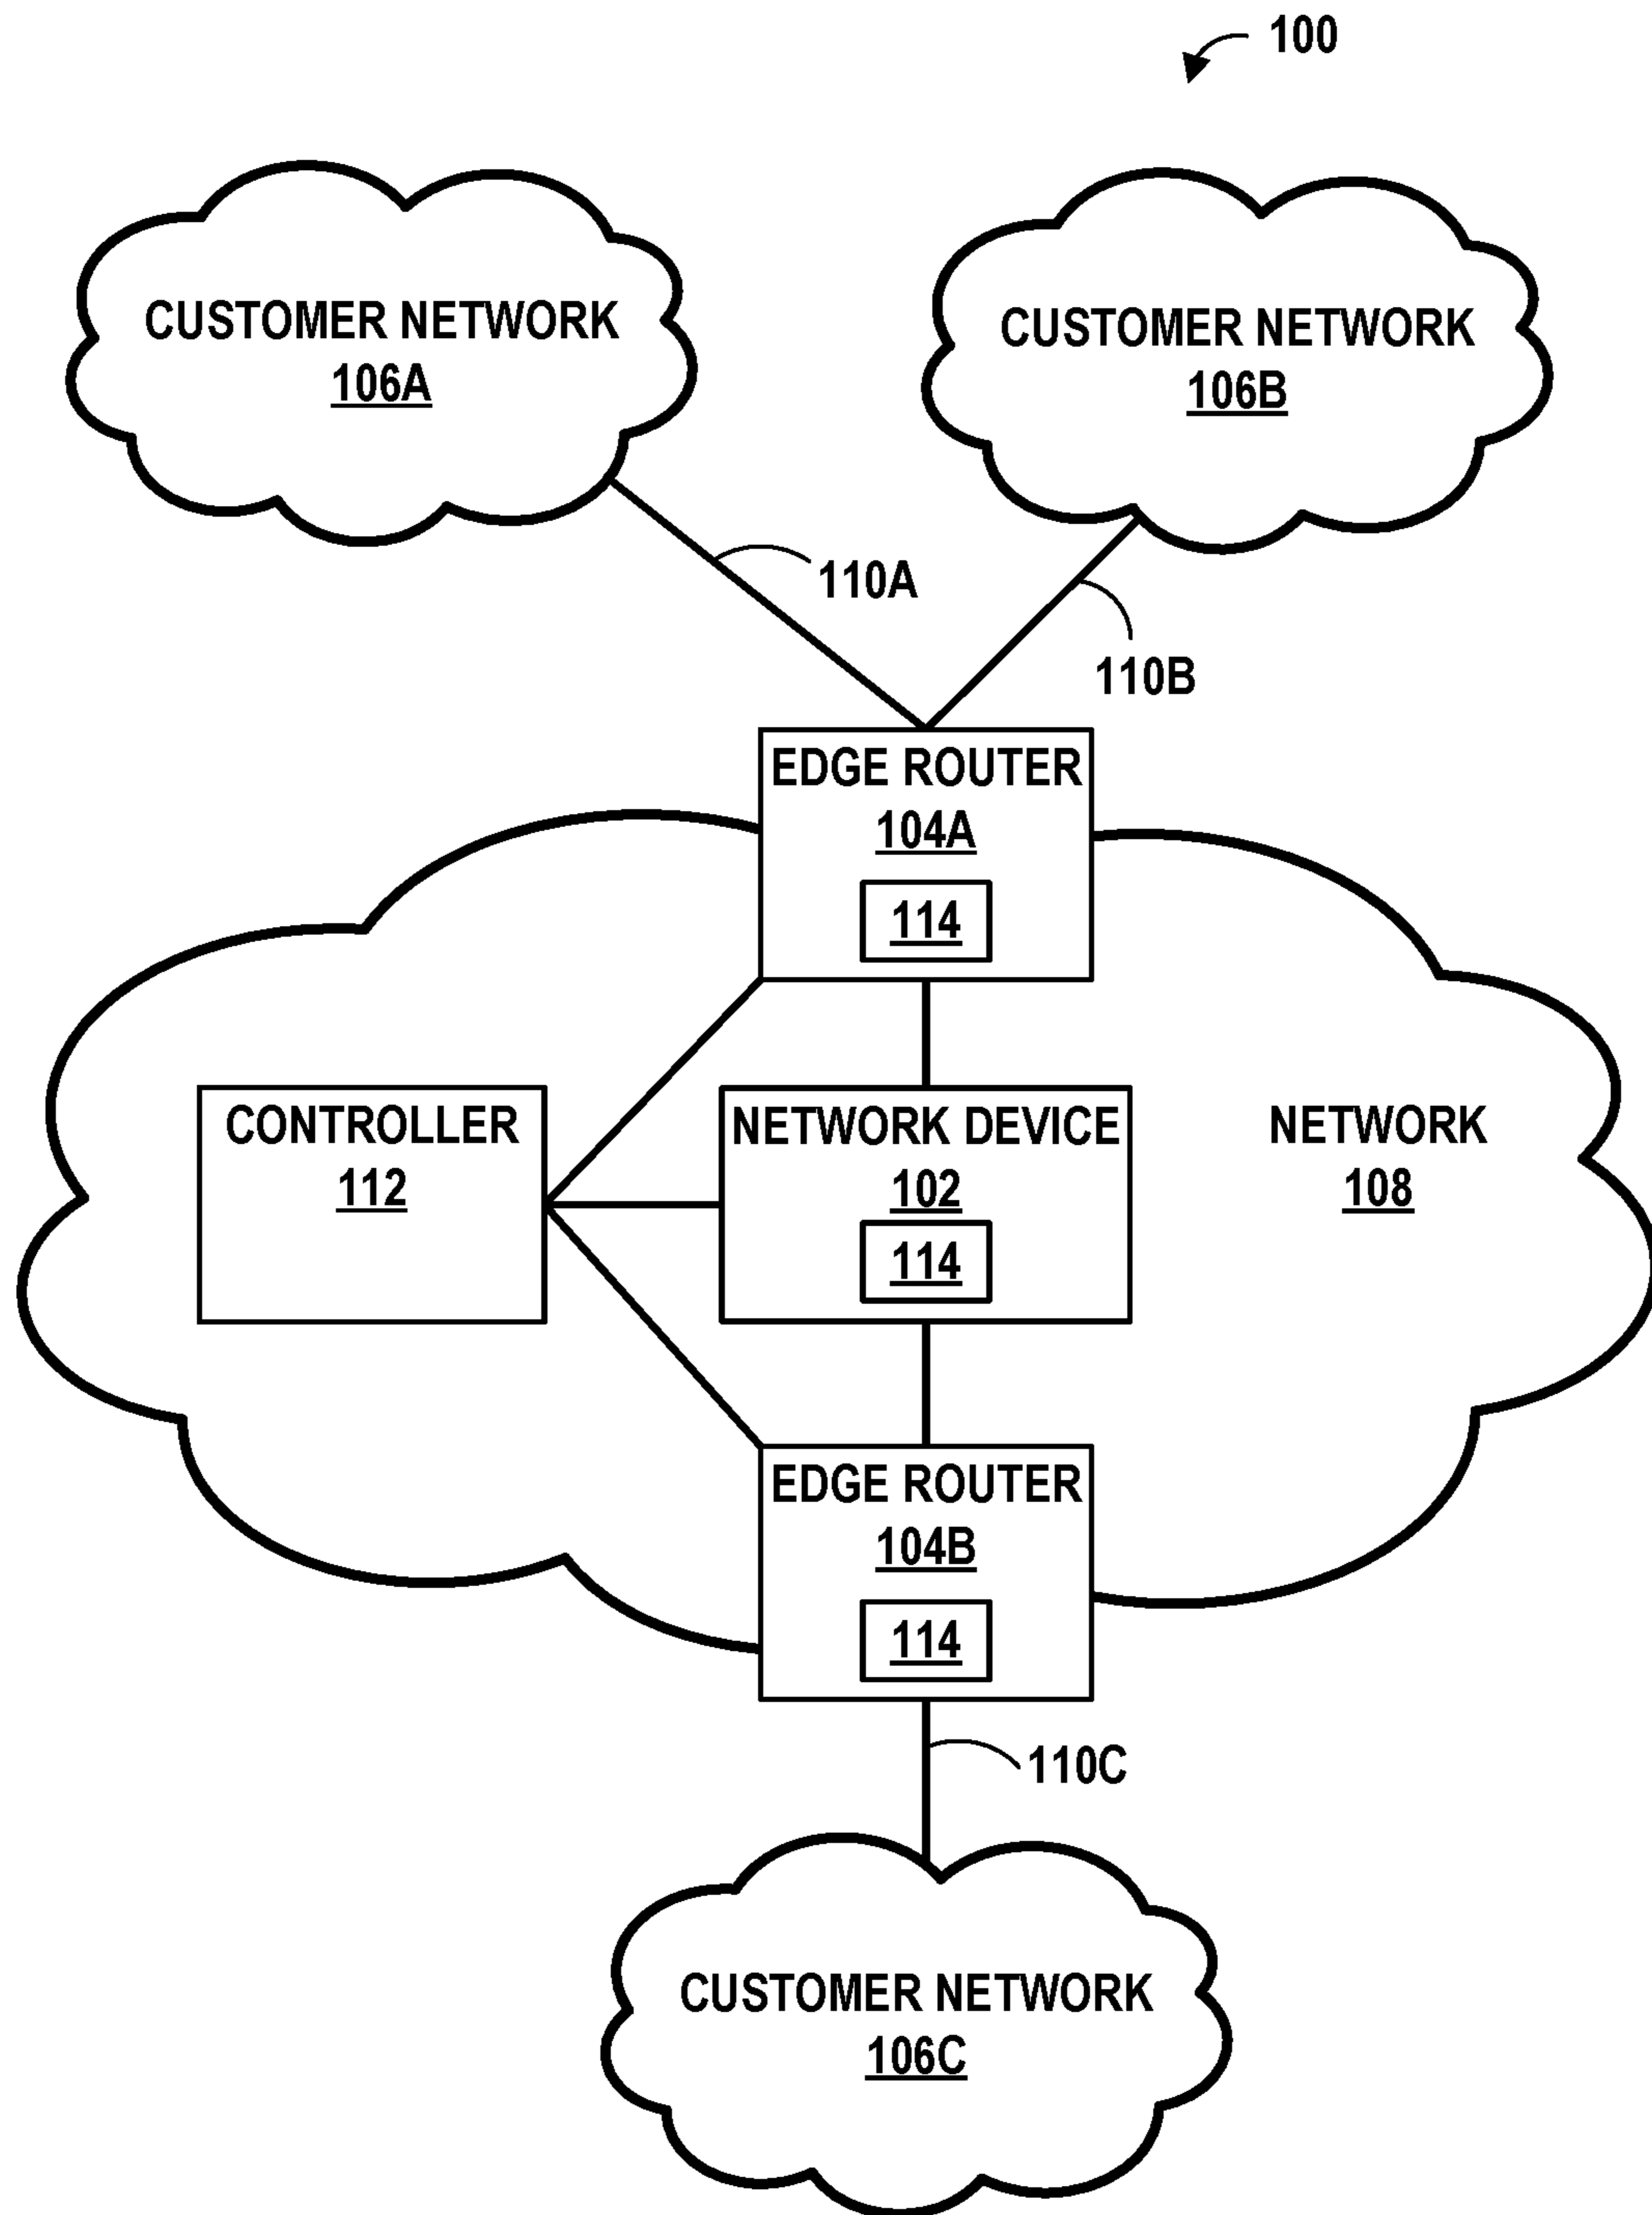 100
CUSTOMER NETWORK
106A
CUSTOMER NETWORK
106B
110A
110B
EDGE ROUTER
104A
114
CONTROLLER
112
NETWORK DEVICE
102
114
NETWORK
108
EDGE ROUTER
104B
114
110C
CUSTOMER NETWORK
106C